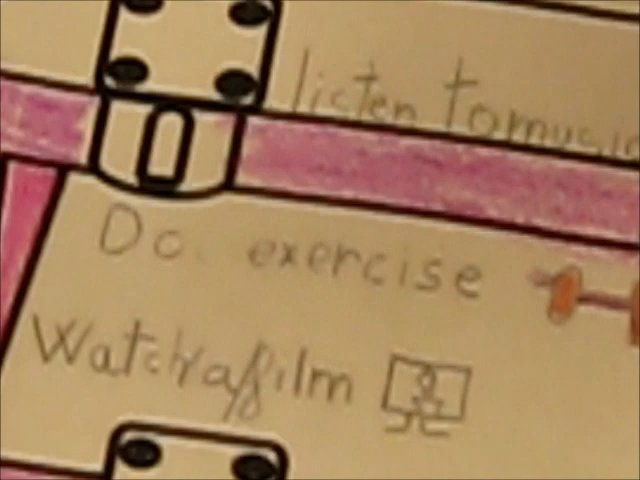 listen to music
Do exercise
Watch a film